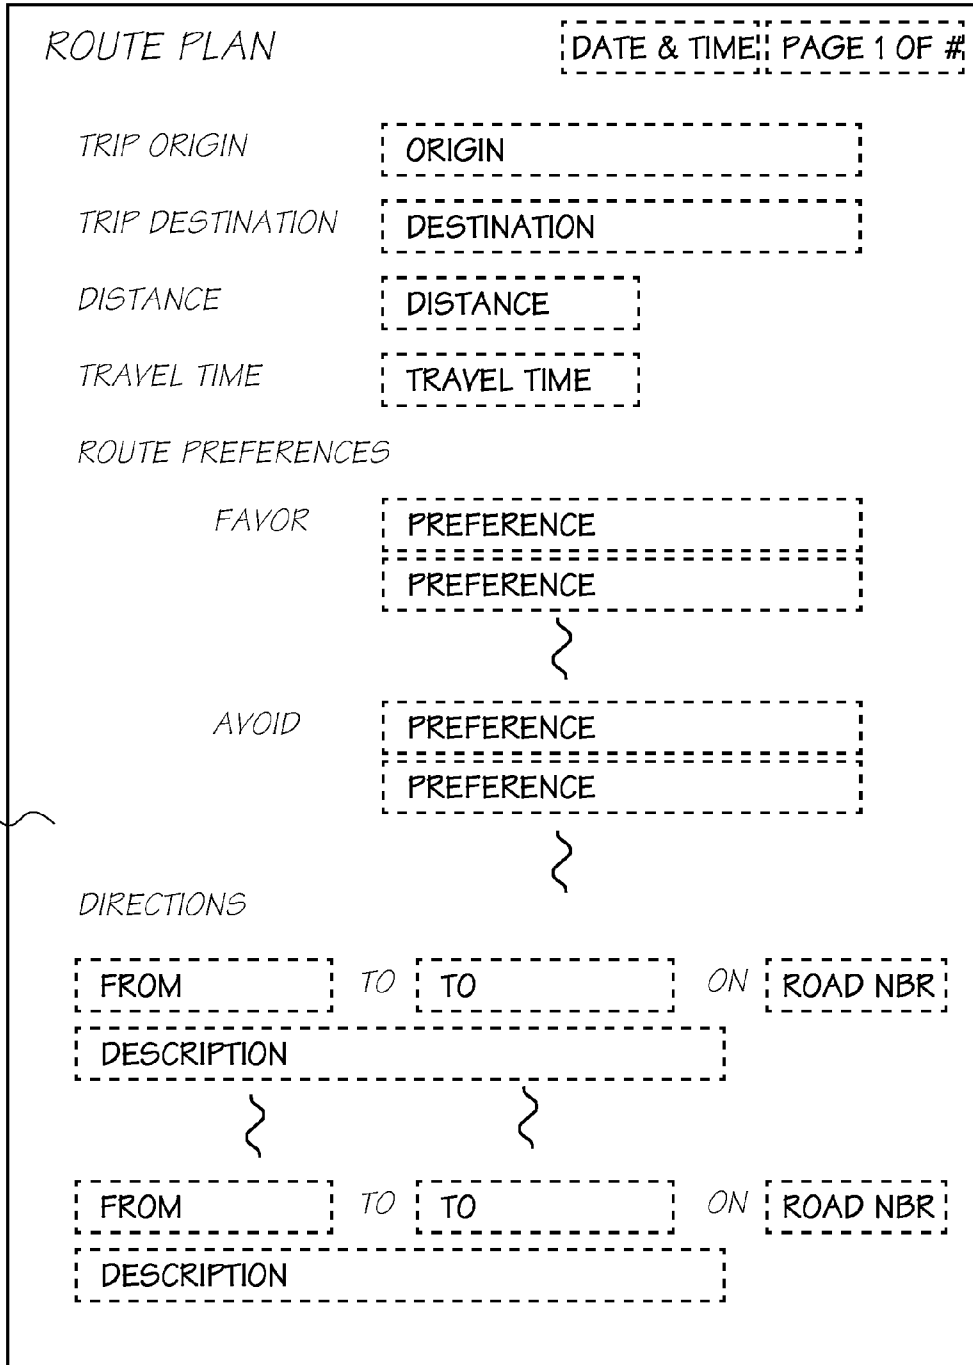 ROUTE PLAN DATE & TIME PAGE 1 OF #
TRIP ORIGIN ORIGIN
TRIP DESTINATION DESTINATION
DISTANCE DISTANCE
TRAVEL TIME TRAVEL TIME
ROUTE PREFERENCES
FAVOR PREFERENCE
PREFERENCE
AVOID PREFERENCE
PREFERENCE
DIRECTIONS
FROM TO TO ON ROAD NBR
DESCRIPTION
FROM TO TO ON ROAD NBR
DESCRIPTION